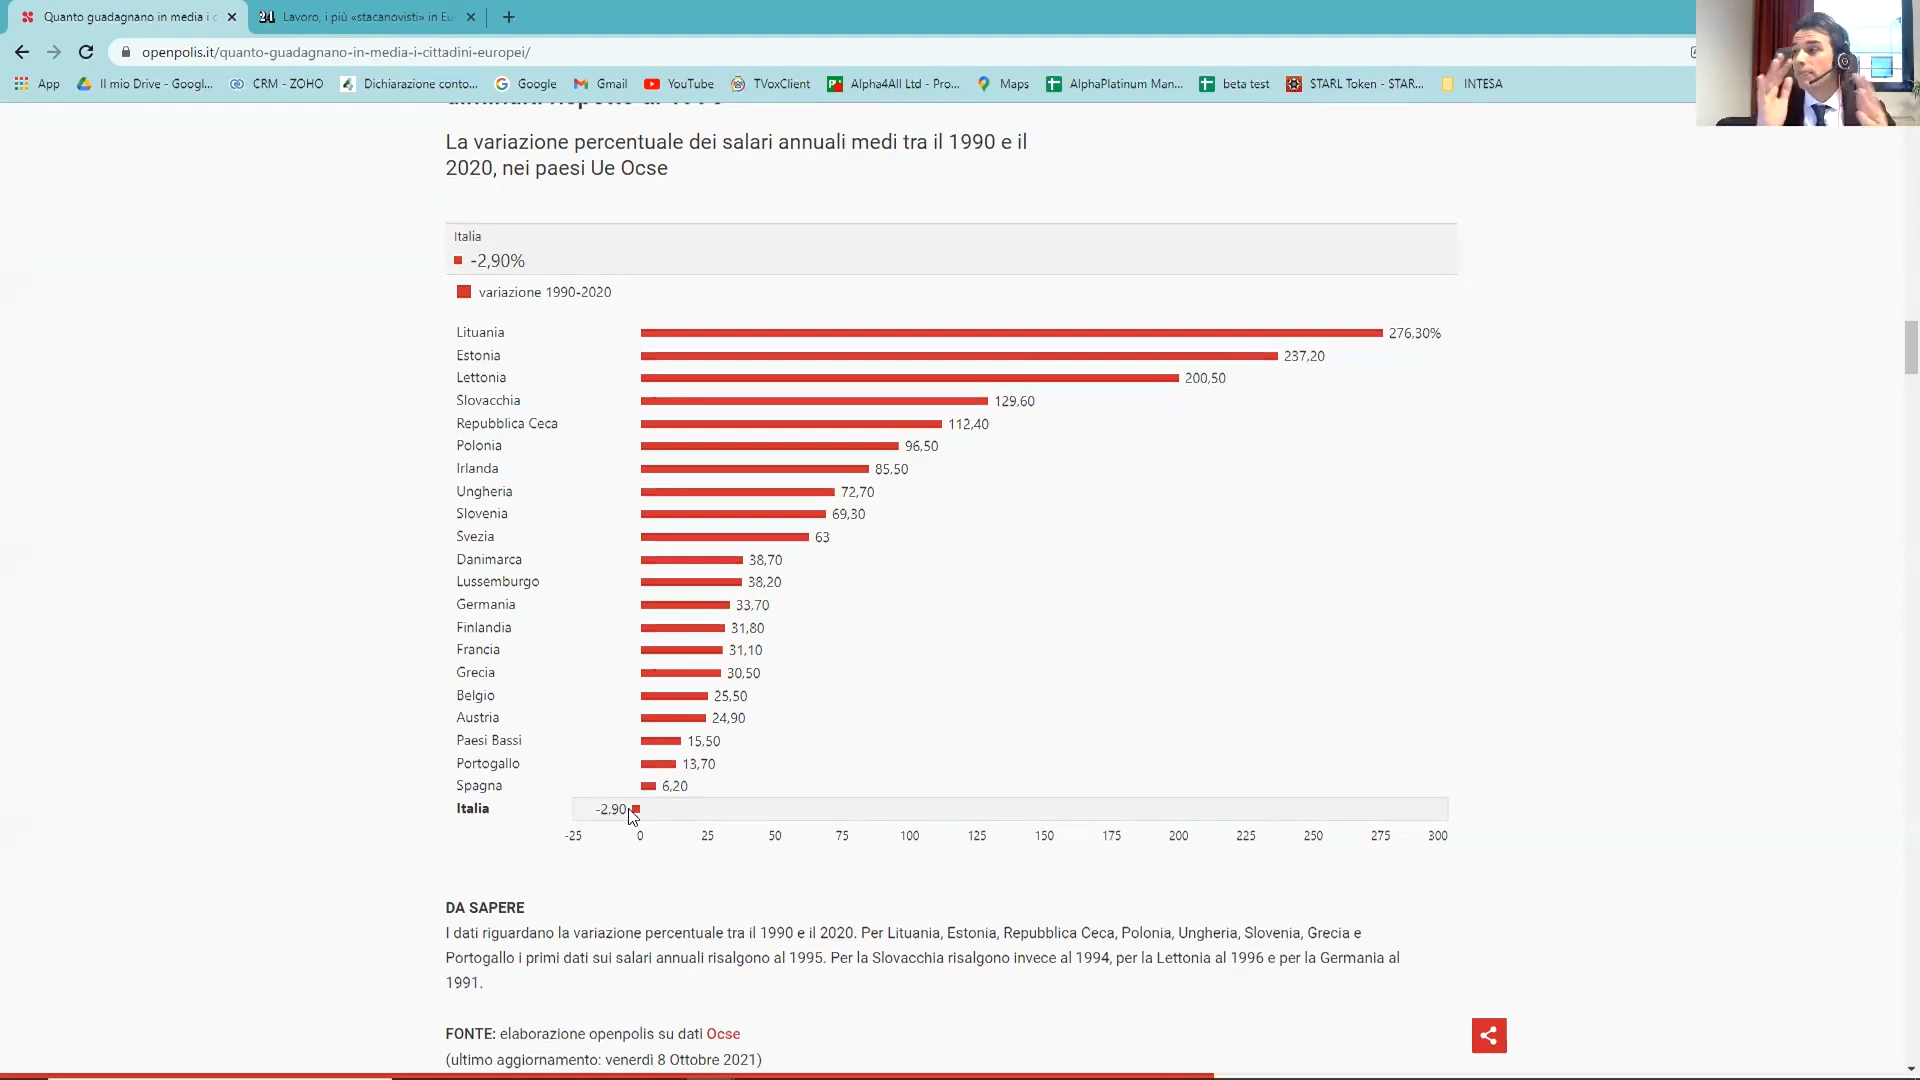 Quanto guadagnano in media i c
24 Lavoro, i più «stacanovisti» in Eu
openpolis.it/quanto-guadagnano-in-media-i-cittadini-europei/
App
Il mio Drive - Googl...
CRM - ZOHO
Dichiarazione conto...
Google
Gmail
YouTube
TVoxClient
Alpha4All Ltd - Pro...
Maps
AlphaPlatinum Man...
beta test
STARL Token - STAR...
INTESA
La variazione percentuale dei salari annuali medi tra il 1990 e il
2020, nei paesi Ue Ocse
Italia
-2,90%
variazione 1990-2020
Lituania 276,30%
Estonia 237,20
Lettonia 200,50
Slovacchia 129,60
Repubblica Ceca 112,40
Polonia 96,50
Irlanda 85,50
Ungheria 72,70
Slovenia 69,30
Svezia 63
Danimarca 38,70
Lussemburgo 38,20
Germania 33,70
Finlandia 31,80
Francia 31,10
Grecia 30,50
Belgio 25,50
Austria 24,90
Paesi Bassi 15,50
Portogallo 13,70
Spagna 6,20
Italia -2,90
-25 0 25 50 75 100 125 150 175 200 225 250 275 300
DA SAPERE
I dati riguardano la variazione percentuale tra il 1990 e il 2020. Per Lituania, Estonia, Repubblica Ceca, Polonia, Ungheria, Slovenia, Grecia e
Portogallo i primi dati sui salari annuali risalgono al 1995. Per la Slovacchia risalgono invece al 1994, per la Lettonia al 1996 e per la Germania al
1991.
FONTE: elaborazione openpolis su dati Ocse
(ultimo aggiornamento: venerdì 8 Ottobre 2021)